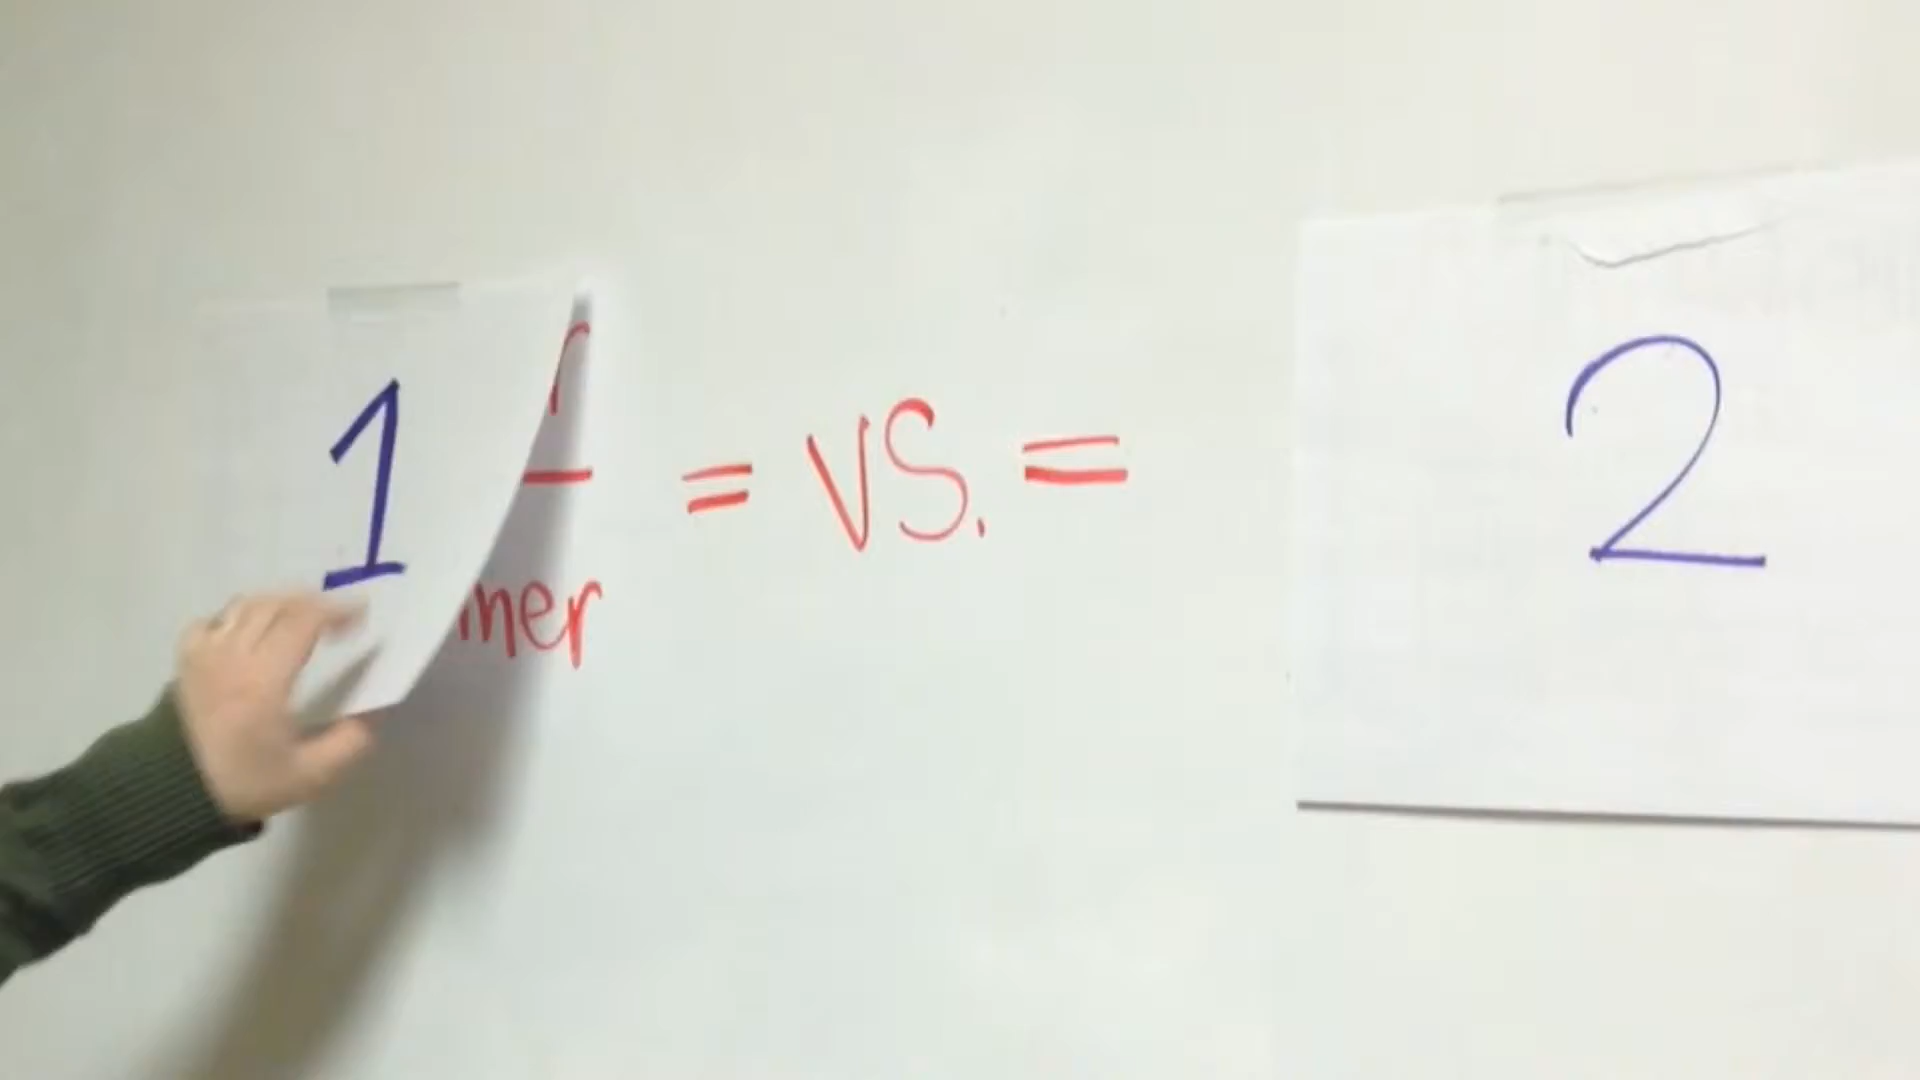 1 = vs. = 2
mer